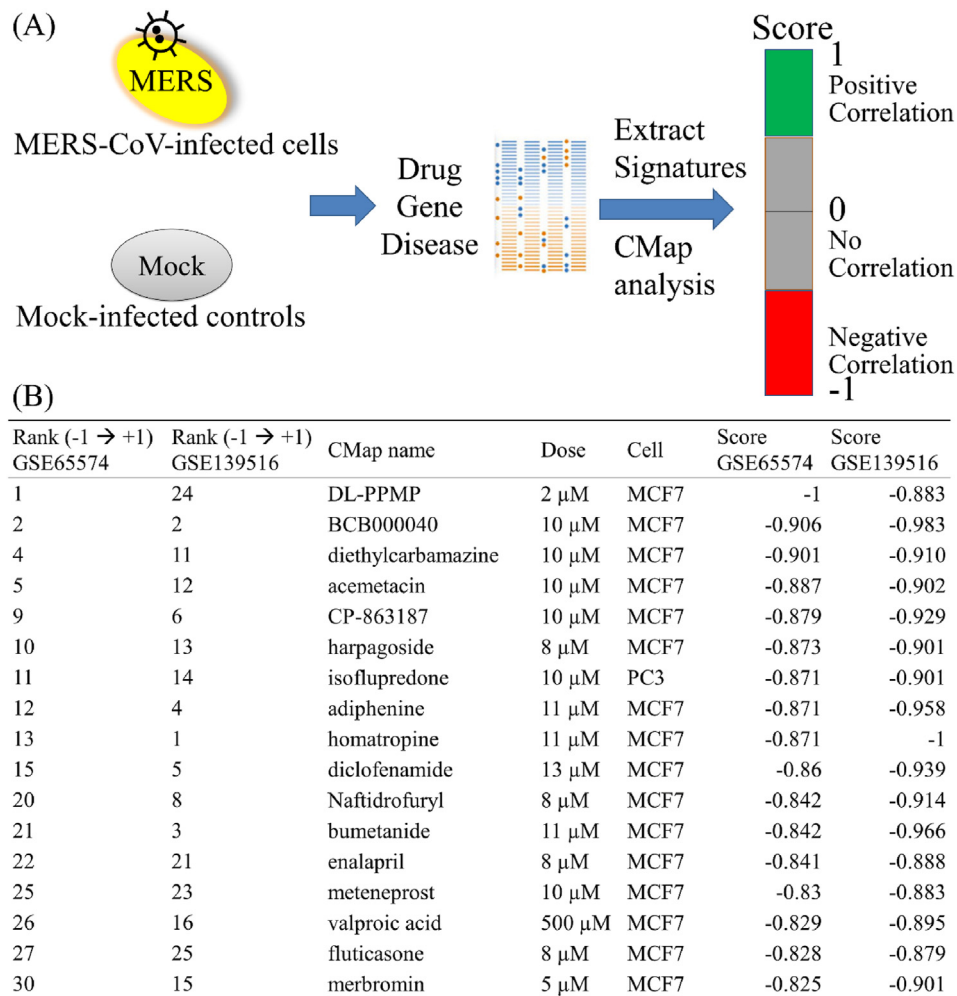 (A)
MERS
MERS-CoV-infected cells
Mock
Mock-infected controls
Drug
Gene
Disease
Extract
Signatures
CMap
analysis
Score
1
Positive
Correlation
0
No
Correlation
Negative
Correlation
-1
(B)
Rank (-1 → +1) Rank (-1 → +1) CMap name Dose Cell Score Score
GSE65574 GSE139516 GSE65574 GSE139516
1 24 DL-PPMP 2 µM MCF7 -1 -0.883
2 2 BCB000040 10 µM MCF7 -0.906 -0.983
4 11 diethylcarbamazine 10 µM MCF7 -0.901 -0.910
5 12 acemetacin 10 µM MCF7 -0.887 -0.902
9 6 CP-863187 10 µM MCF7 -0.879 -0.929
10 13 harpagoside 8 µM MCF7 -0.873 -0.901
11 14 isoflupredone 10 µM PC3 -0.871 -0.901
12 4 adiphenine 11 µM MCF7 -0.871 -0.958
13 1 homatropine 11 µM MCF7 -0.871 -1
15 5 diclofenamide 13 µM MCF7 -0.86 -0.939
20 8 Naftidrofuryl 8 µM MCF7 -0.842 -0.914
21 3 bumetanide 11 µM MCF7 -0.842 -0.966
22 21 enalapril 8 µM MCF7 -0.841 -0.888
25 23 meteneprost 10 µM MCF7 -0.83 -0.883
26 16 valproic acid 500 µM MCF7 -0.829 -0.895
27 25 fluticasone 8 µM MCF7 -0.828 -0.879
30 15 merbromin 5 µM MCF7 -0.825 -0.901